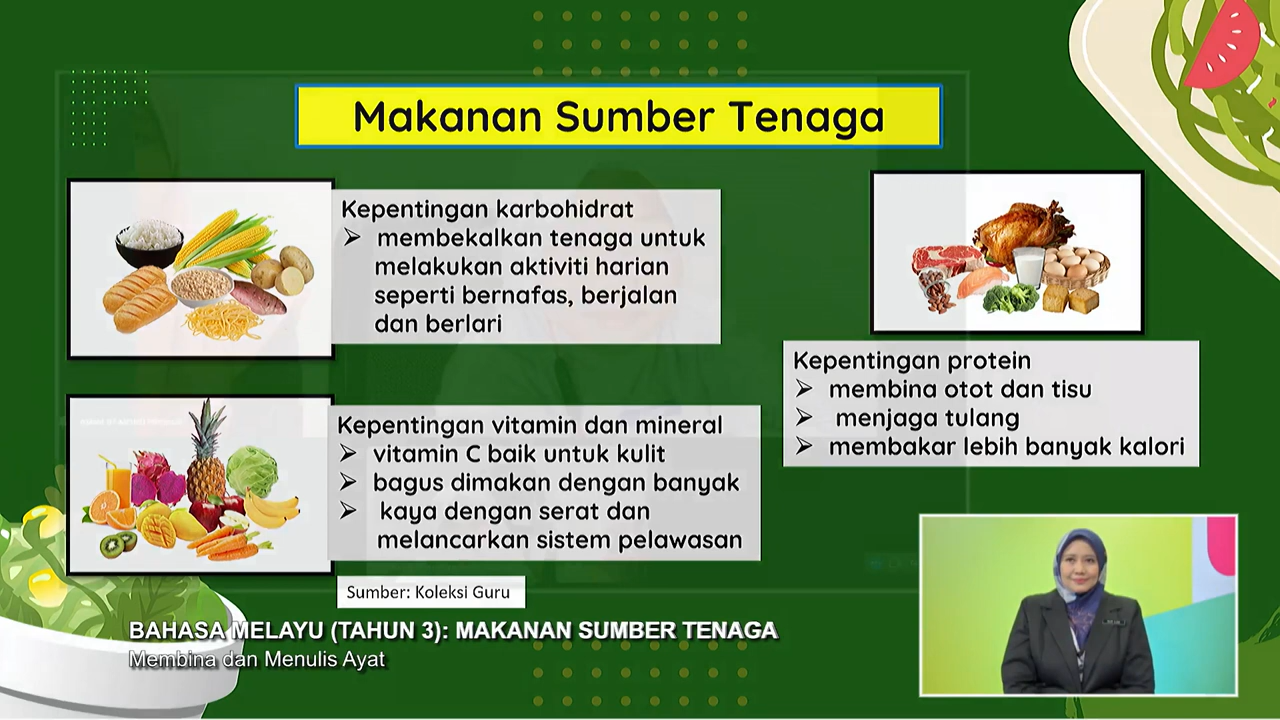 Makanan Sumber Tenaga
Kepentingan karbohidrat
➢ membekalkan tenaga untuk
melakukan aktiviti harian
seperti bernafas, berjalan
dan berlari
Kepentingan protein
➢ membina otot dan tisu
➢ menjaga tulang
➢ membakar lebih banyak kalori
Kepentingan vitamin dan mineral
➢ vitamin C baik untuk kulit
➢ bagus dimakan dengan banyak
➢ kaya dengan serat dan
melancarkan sistem pelawasan
Sumber: Koleksi Guru
BAHASA MELAYU (TAHUN 3): MAKANAN SUMBER TENAGA
Membina dan Menulis Ayat